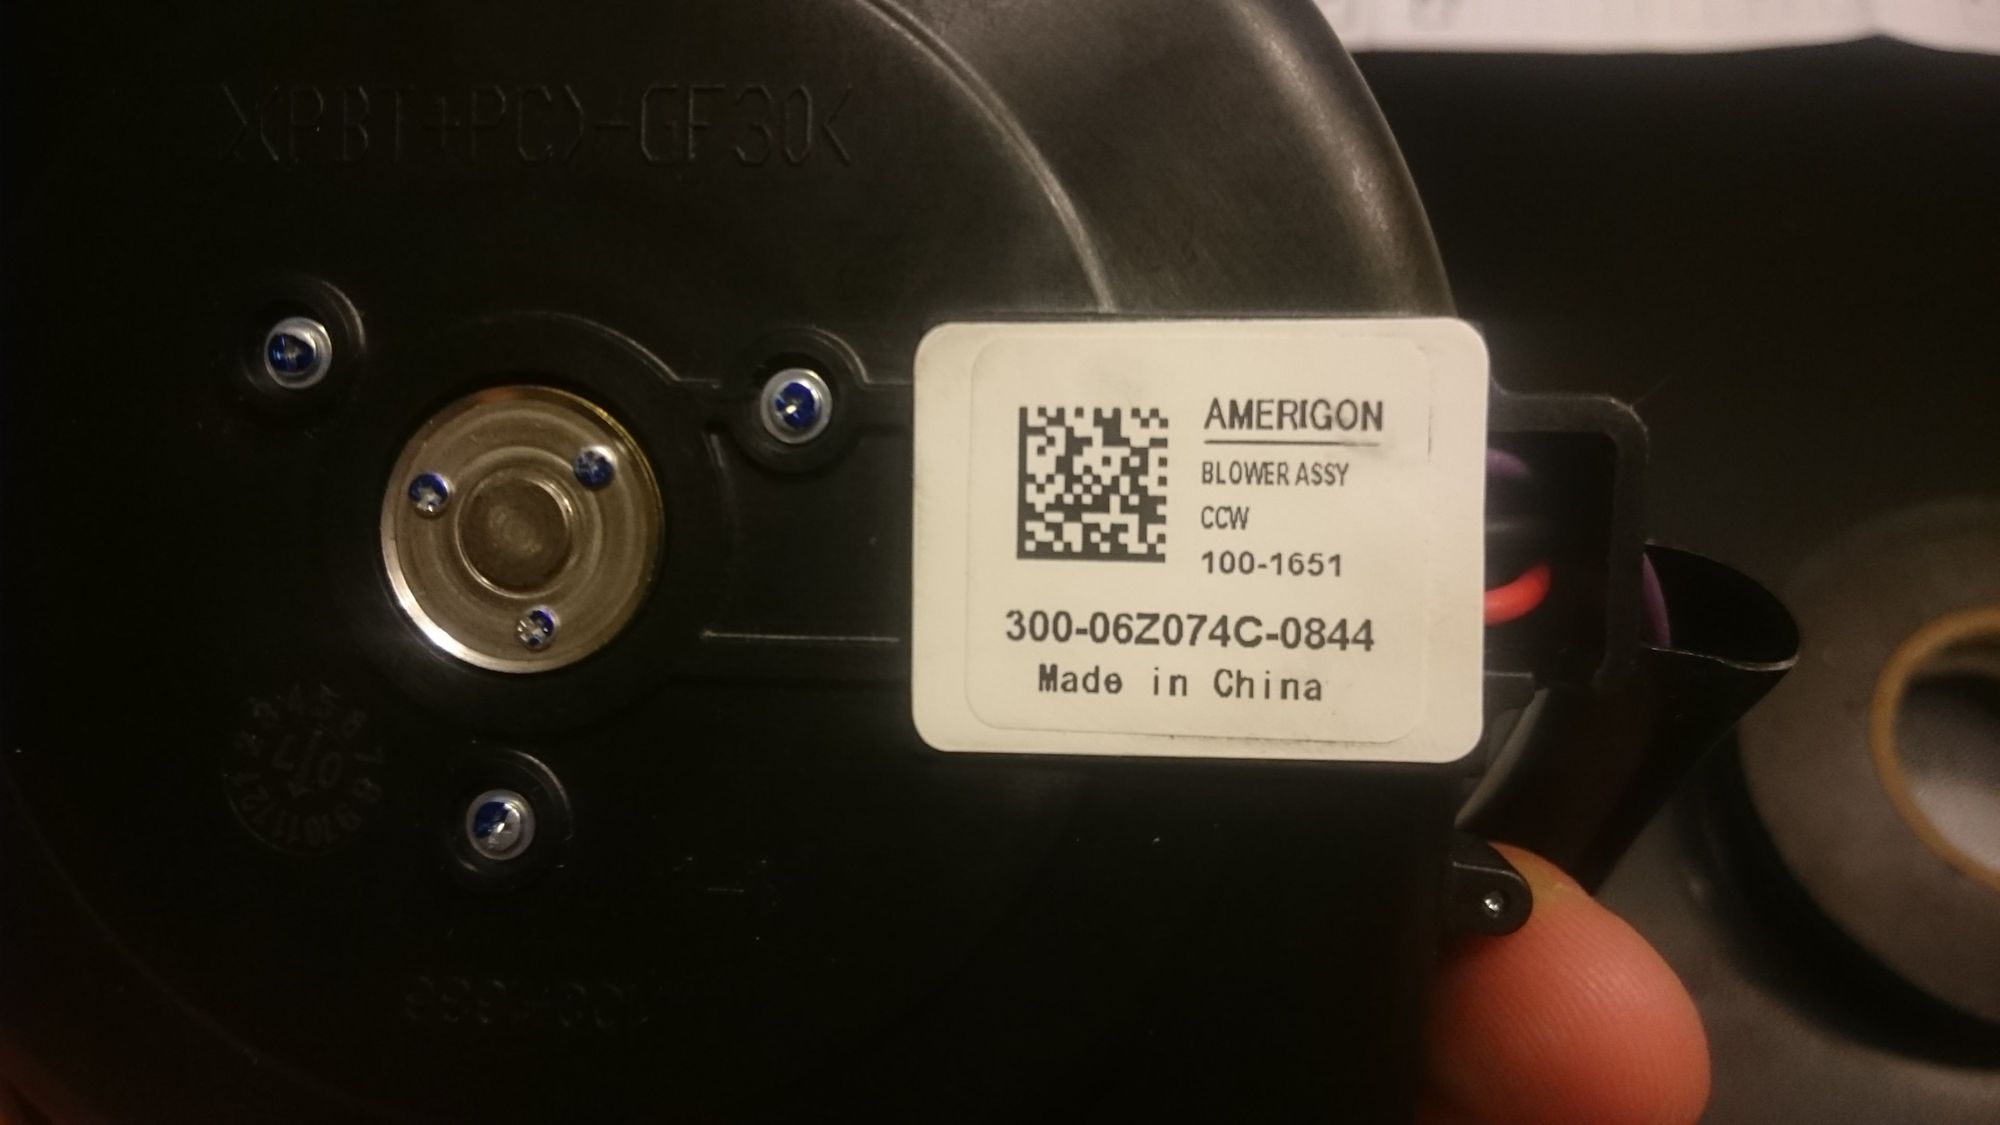 >(PBT+PC)-GF30<
AMERIGON
BLOWER ASSY
CCW
100-1651
300-06Z074C-0844
Made in China